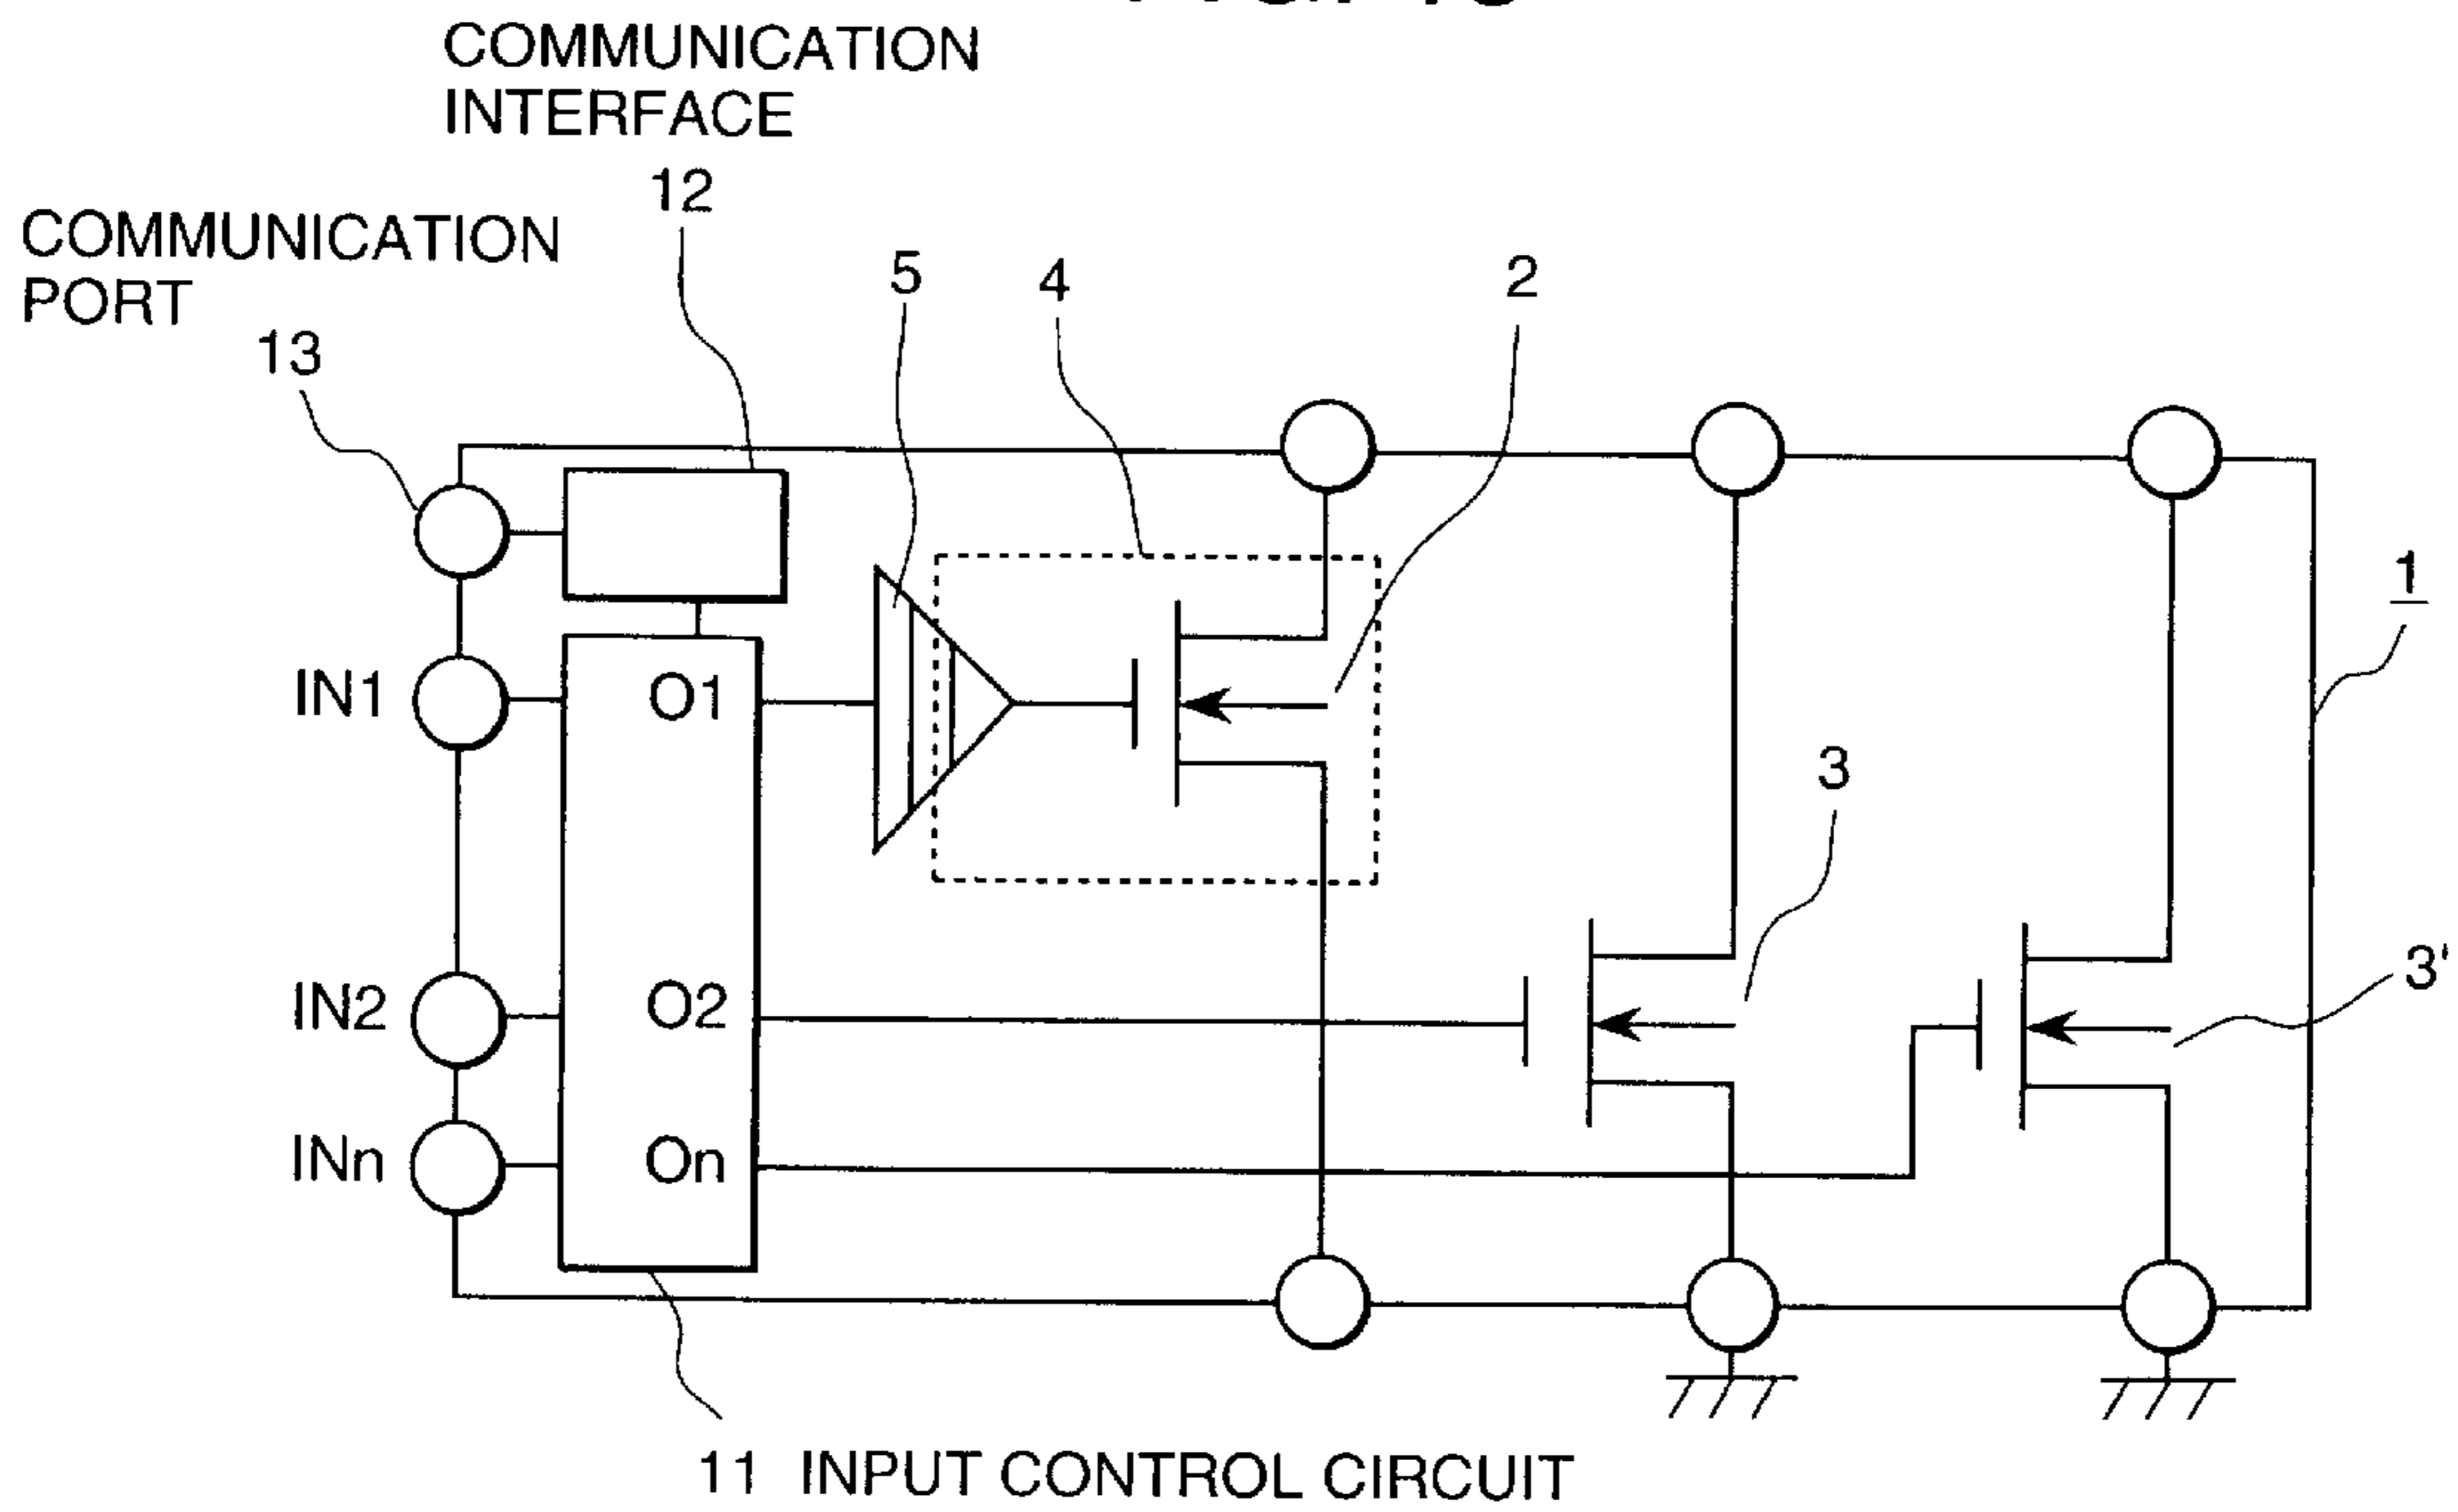 COMMUNICATION
INTERFACE
12
COMMUNICATION
PORT
13
5
4
2
1
IN1
O1
3
IN2
O2
3'
INn
On
11 INPUT CONTROL CIRCUIT